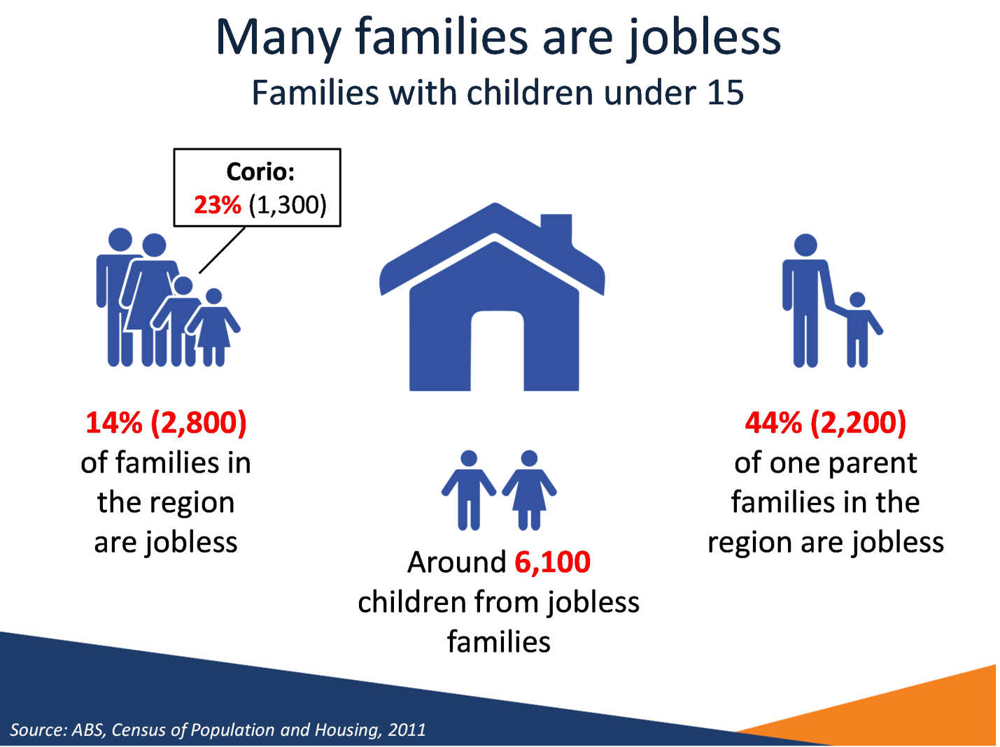 Many families are jobless
Families with children under 15
Corio:
23% (1,300)
14% (2,800)
of families in
the region
are jobless
Around 6,100
children from jobless
families
44% (2,200)
of one parent
families in the
region are jobless
Source: ABS, Census of Population and Housing, 2011